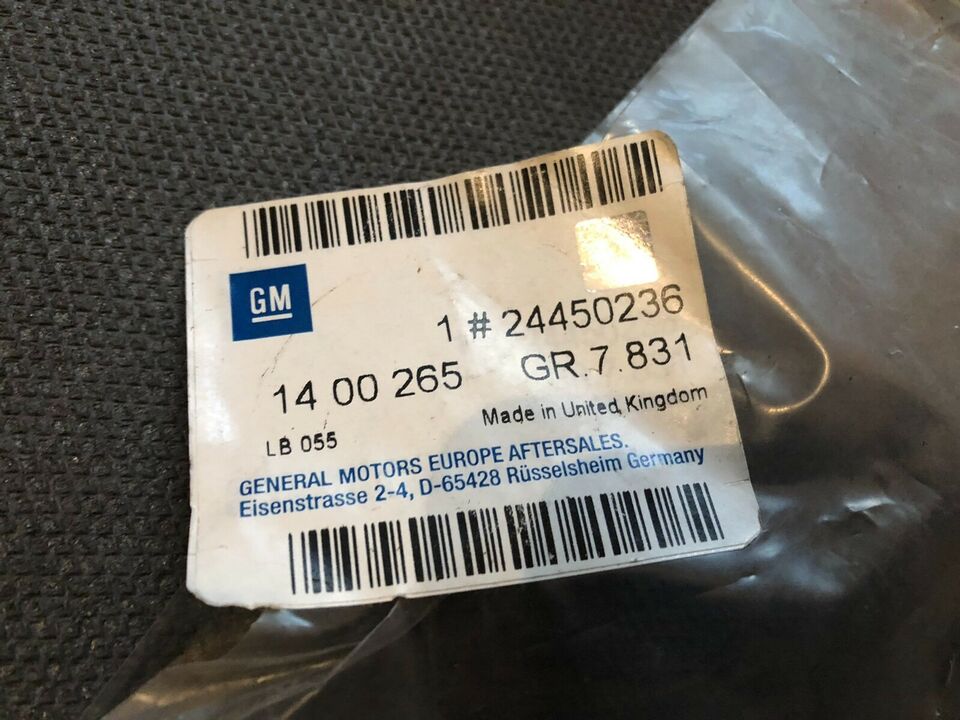 GM
1 # 24450236
14 00 265 GR.7.831
LB 055 Made in United Kingdom
GENERAL MOTORS EUROPE AFTERSALES.
Eisenstrasse 2-4, D-65428 Rüsselsheim Germany